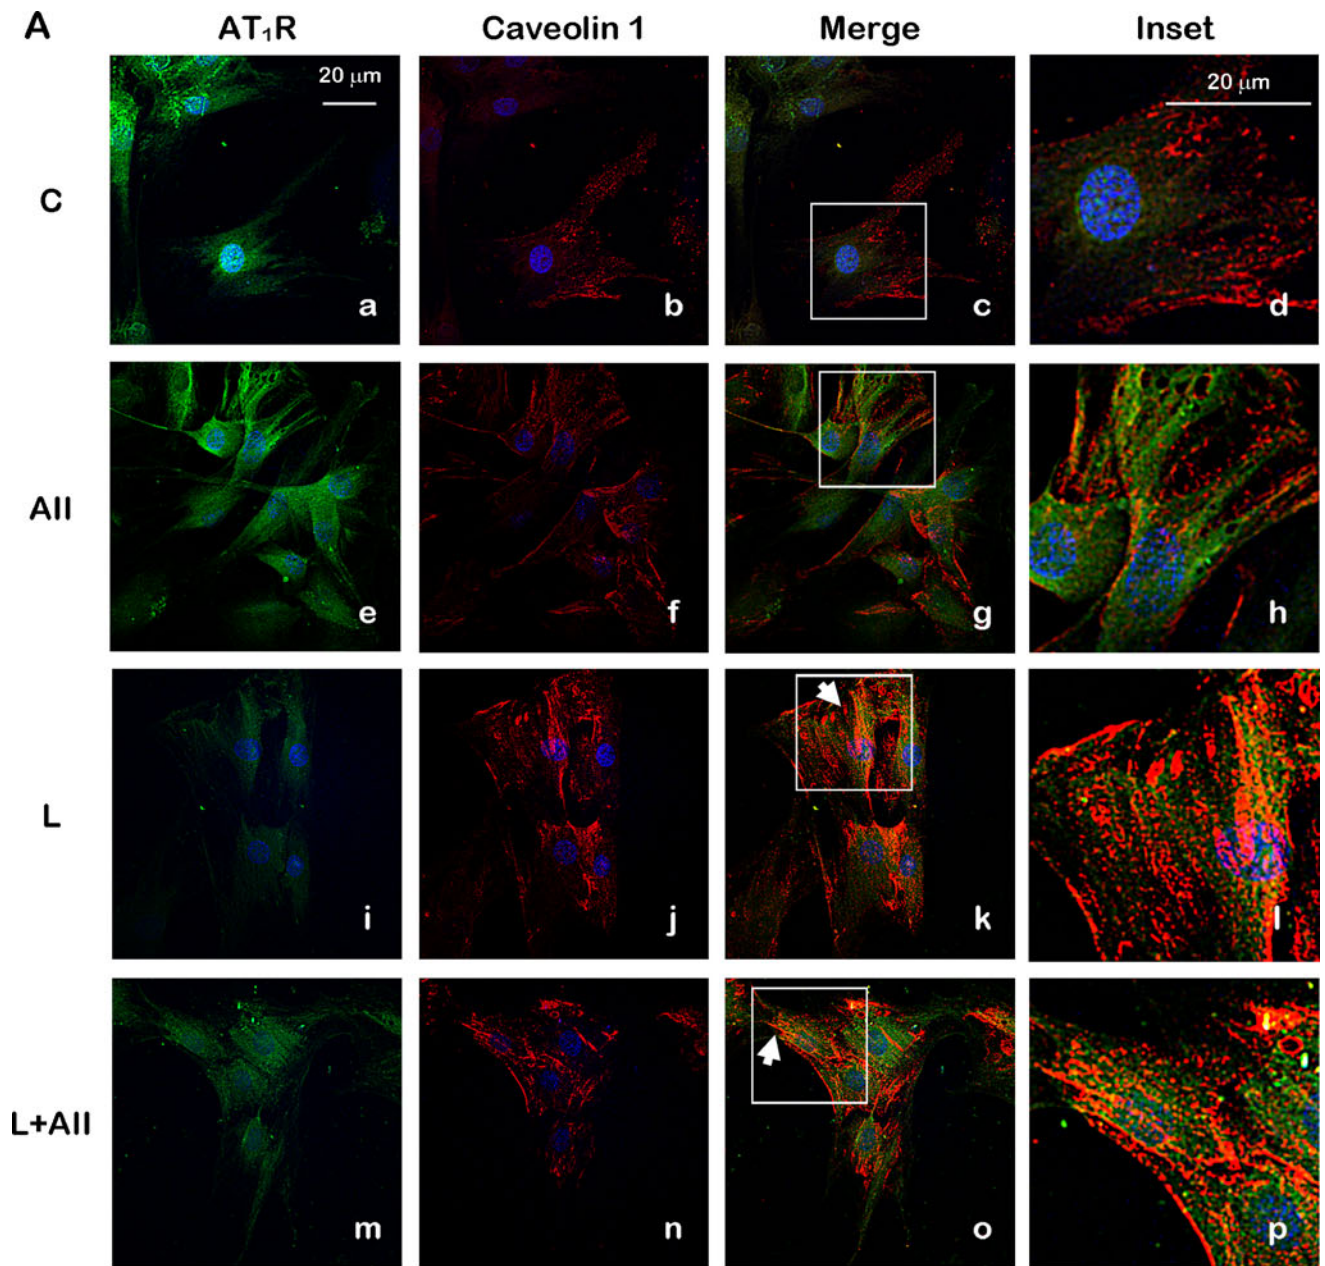 A AT₁R Caveolin 1 Merge Inset
20 μm 20 μm
C a b c d
AII e f g h
L i j k l
L+AII m n o p